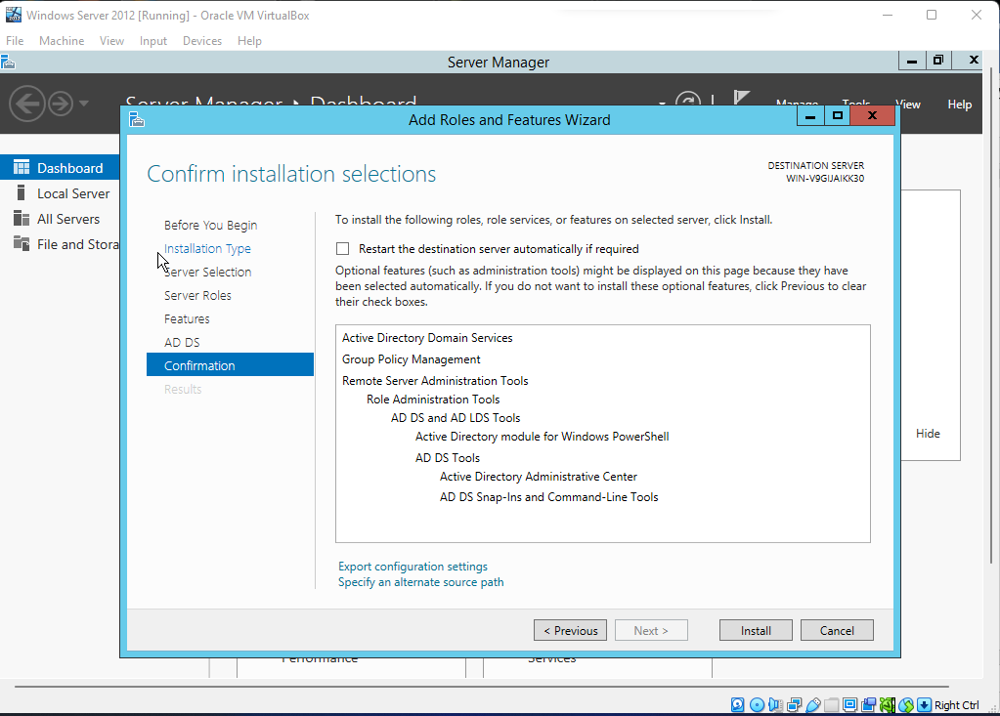 Windows Server 2012 [Running] - Oracle VM VirtualBox
File Machine View Input Devices Help
Server Manager
Server Manager • Dashboard
Manage Tools View Help
Add Roles and Features Wizard
Dashboard
Local Server
All Servers
File and Stora
Confirm installation selections
DESTINATION SERVER
WIN-V9GIJAIKK30
Before You Begin
Installation Type
Server Selection
Server Roles
Features
AD DS
Confirmation
Results
To install the following roles, role services, or features on selected server, click Install.
Restart the destination server automatically if required
Optional features (such as administration tools) might be displayed on this page because they have
been selected automatically. If you do not want to install these optional features, click Previous to clear
their check boxes.
Active Directory Domain Services
Group Policy Management
Remote Server Administration Tools
Role Administration Tools
AD DS and AD LDS Tools
Active Directory module for Windows PowerShell
AD DS Tools
Active Directory Administrative Center
AD DS Snap-Ins and Command-Line Tools
Hide
Export configuration settings
Specify an alternate source path
< Previous Next > Install Cancel
Performance Services
Right Ctrl